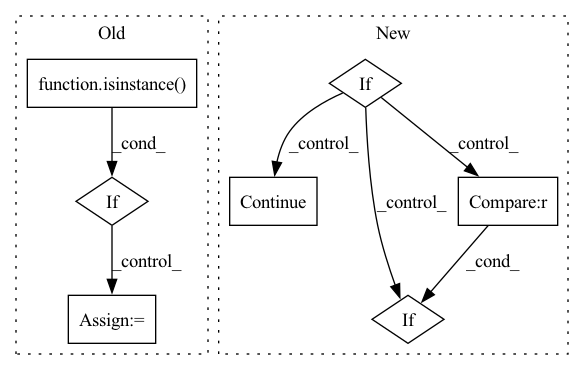 Old
New
function.isinstance()
If
_cond_
_control_
_control_
If
Continue
_control_
Compare:r
_control_
_cond_
Assign:=
If